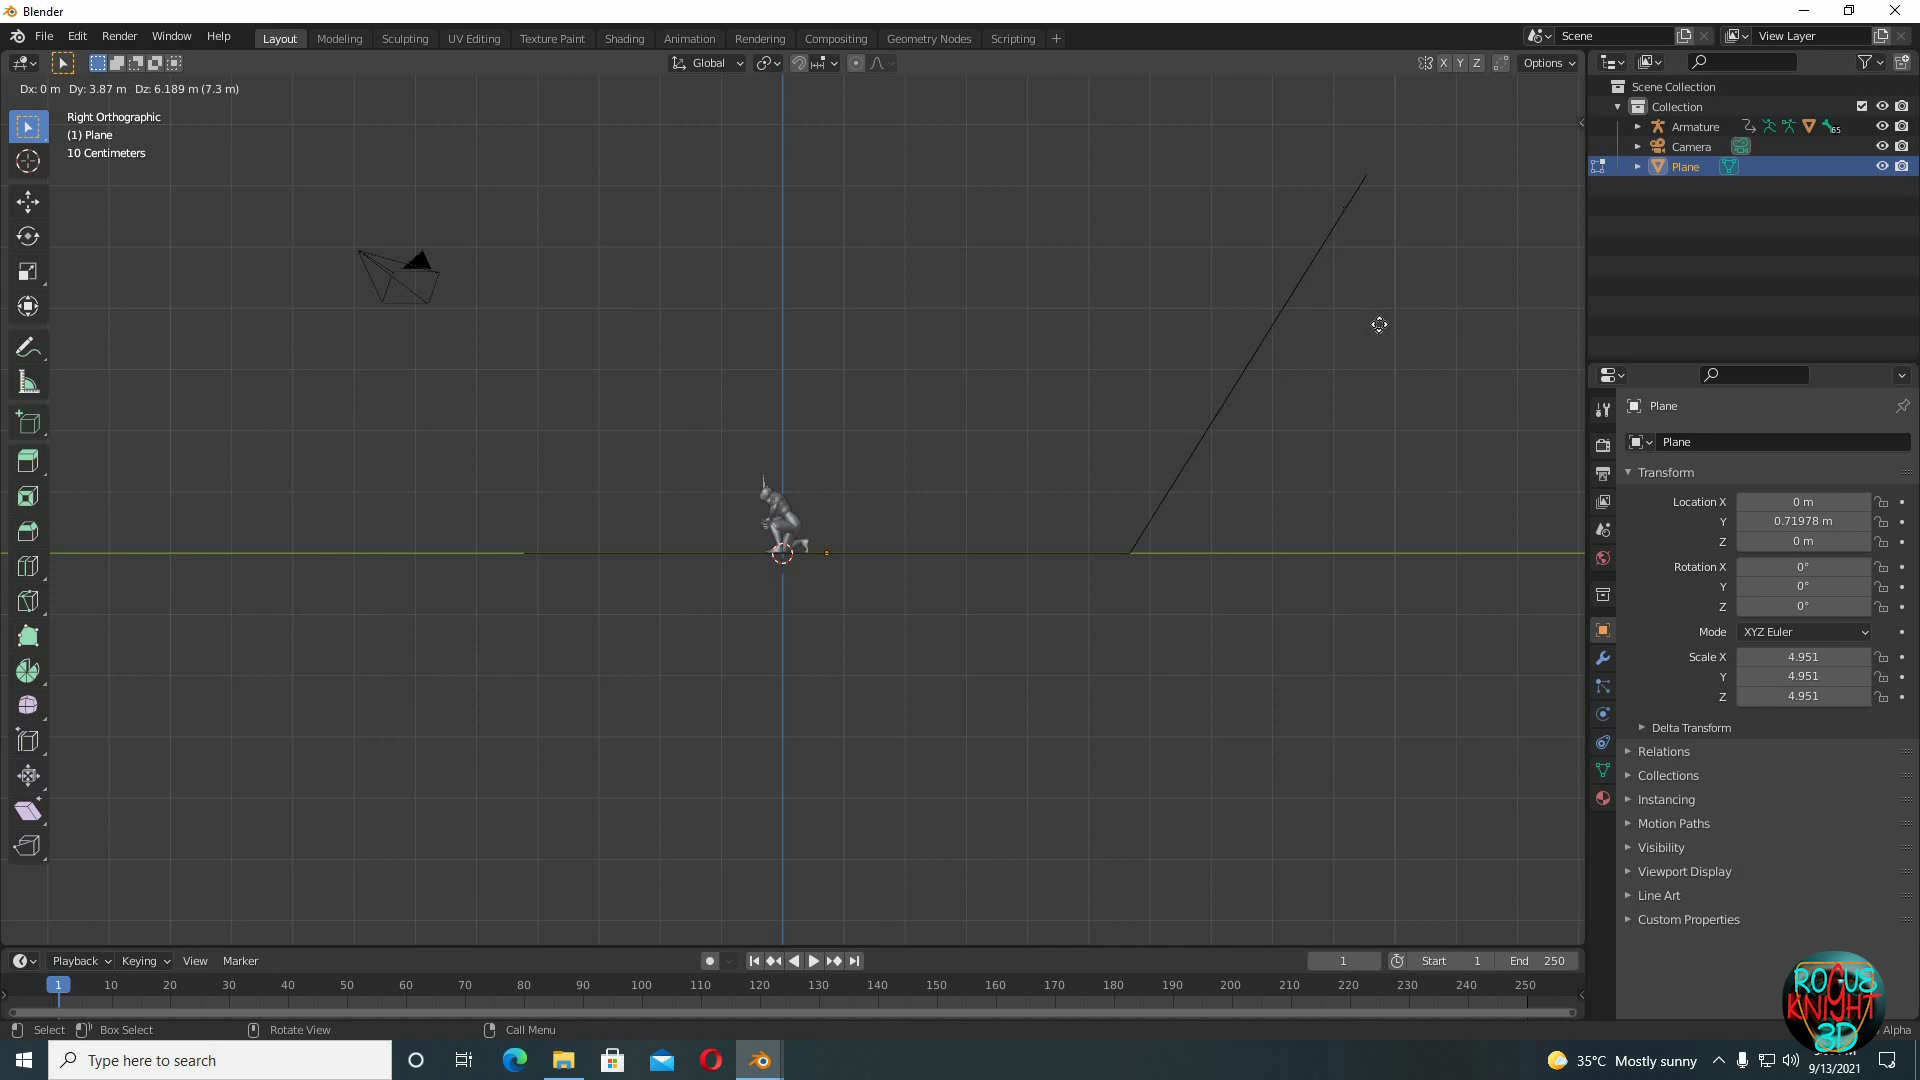 Blender
File Edit Render Window Help
Layout Modeling Sculpting UV Editing Texture Paint Shading Animation Rendering Compositing Geometry Nodes Scripting +
Scene
View Layer
Global
X Y Z Options
Dx: 0 m Dy: 3.87 m Dz: 6.189 m (7.3 m)
Right Orthographic
(1) Plane
10 Centimeters
Scene Collection
Collection
Armature
65
Camera
Plane
Plane
Plane
Transform
Location X 0 m
Y 0.71978 m
Z 0 m
Rotation X 0°
Y 0°
Z 0°
Mode XYZ Euler
Scale X 4.951
Y 4.951
Z 4.951
Delta Transform
Relations
Collections
Instancing
Motion Paths
Visibility
Viewport Display
Line Art
Custom Properties
Playback Keying View Marker
1 Start 1 End 250
1 10 20 30 40 50 60 70 80 90 100 110 120 130 140 150 160 170 180 190 200 210 220 230 240 250
Select Box Select Rotate View Call Menu
Alpha
ROGUE
KNIGHT
3D
Type here to search
35°C Mostly sunny
9/13/2021